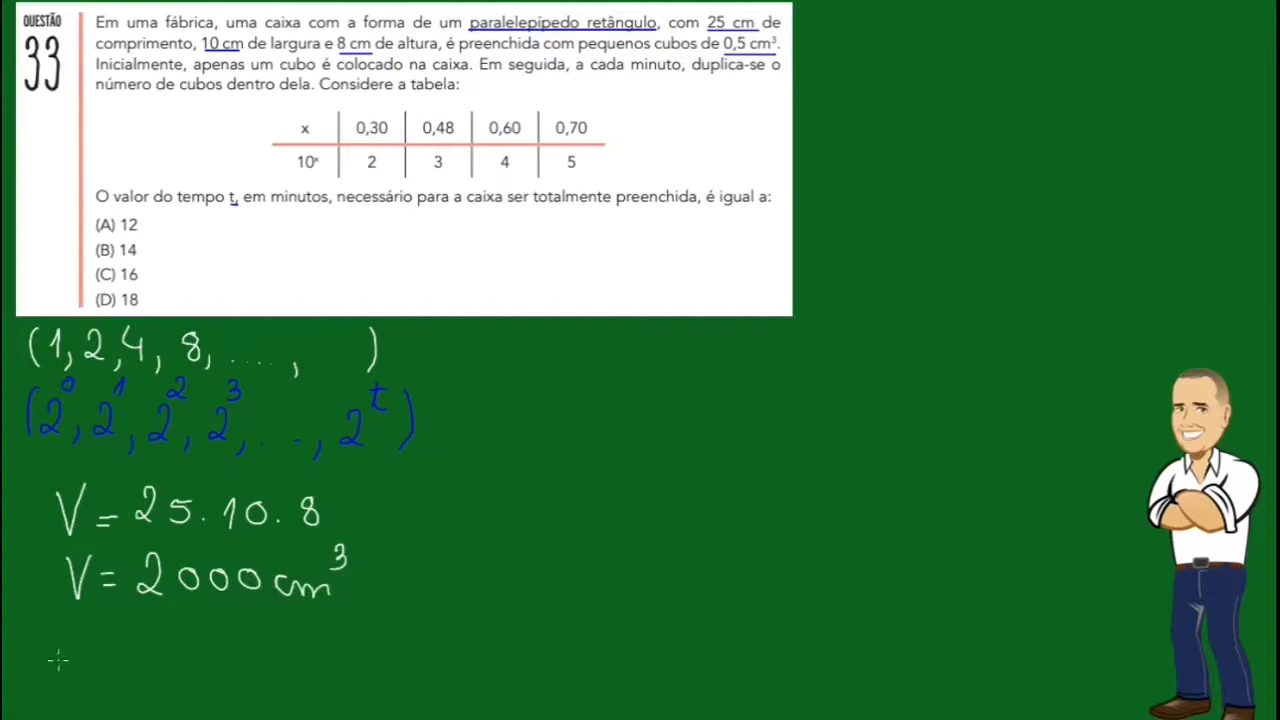 QUESTÃO
33
Em uma fábrica, uma caixa com a forma de um paralelepípedo retângulo, com 25 cm de
comprimento, 10 cm de largura e 8 cm de altura, é preenchida com pequenos cubos de 0,5 cm³.
Inicialmente, apenas um cubo é colocado na caixa. Em seguida, a cada minuto, duplica-se o
número de cubos dentro dela. Considere a tabela:
x 0,30 0,48 0,60 0,70
10ˣ 2 3 4 5
O valor do tempo t, em minutos, necessário para a caixa ser totalmente preenchida, é igual a:
(A) 12
(B) 14
(C) 16
(D) 18
(1, 2, 4, 8, ...., )
(2⁰, 2¹, 2², 2³, ..., 2ᵗ)
V = 25.10.8
V = 2000 cm³